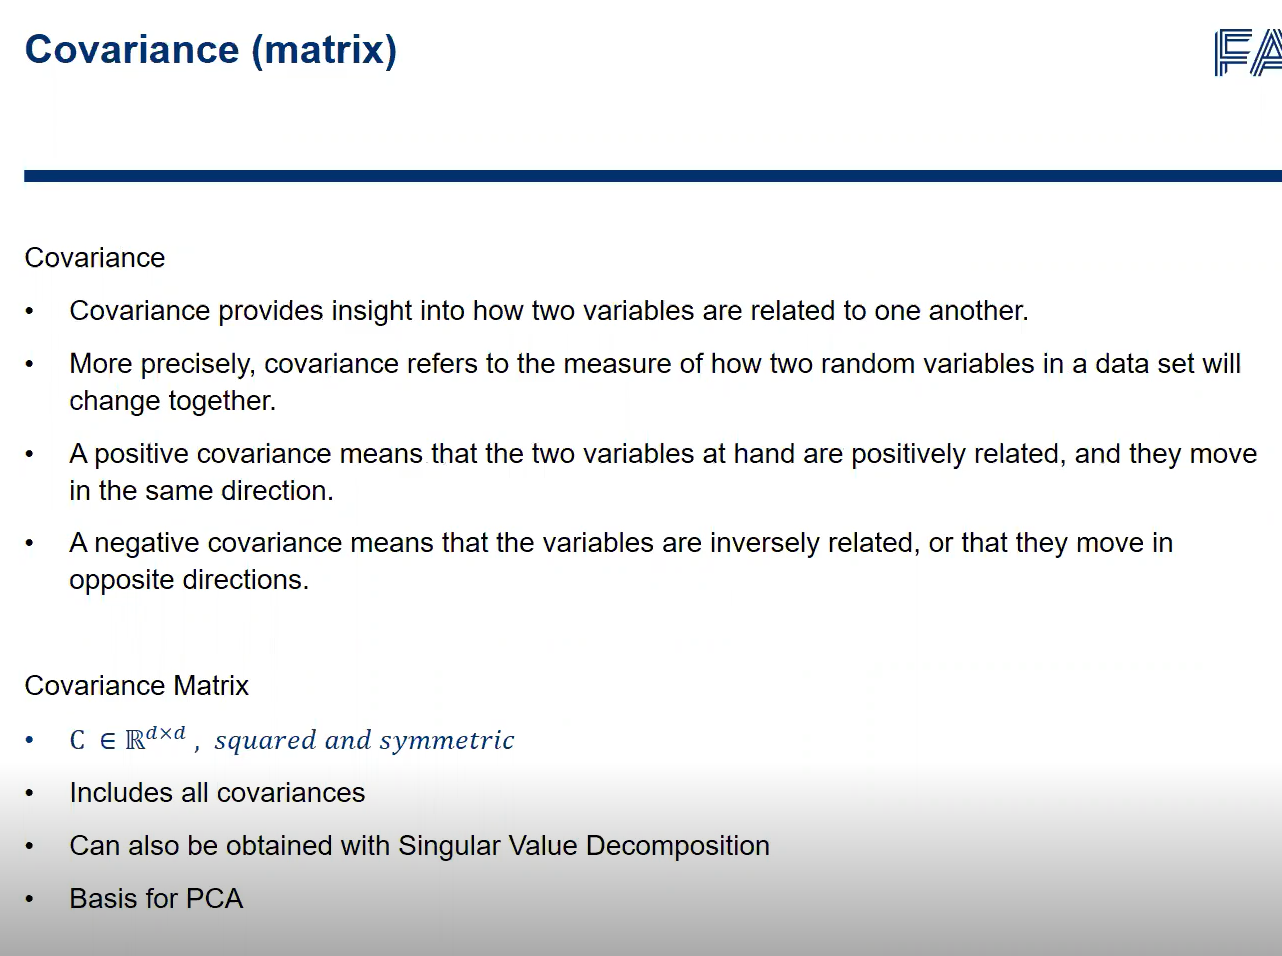 Covariance (matrix)
FA
Covariance
• Covariance provides insight into how two variables are related to one another.
• More precisely, covariance refers to the measure of how two random variables in a data set will
change together.
• A positive covariance means that the two variables at hand are positively related, and they move
in the same direction.
• A negative covariance means that the variables are inversely related, or that they move in
opposite directions.
Covariance Matrix
• C ∈ ℝᵈˣᵈ , squared and symmetric
• Includes all covariances
• Can also be obtained with Singular Value Decomposition
• Basis for PCA